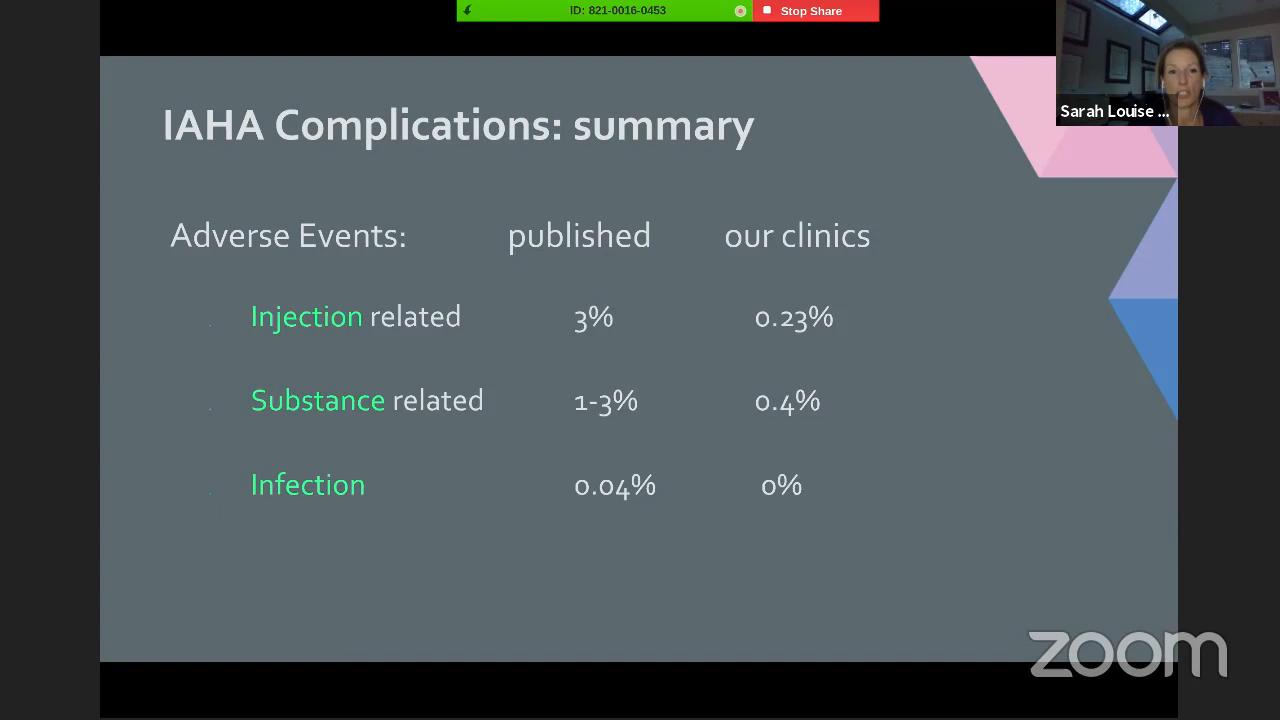 ID: 821-0016-0453
Stop Share
Sarah Louise ...
IAHA Complications: summary
Adverse Events: published our clinics
Injection related 3% 0.23%
Substance related 1-3% 0.4%
Infection 0.04% 0%
zoom